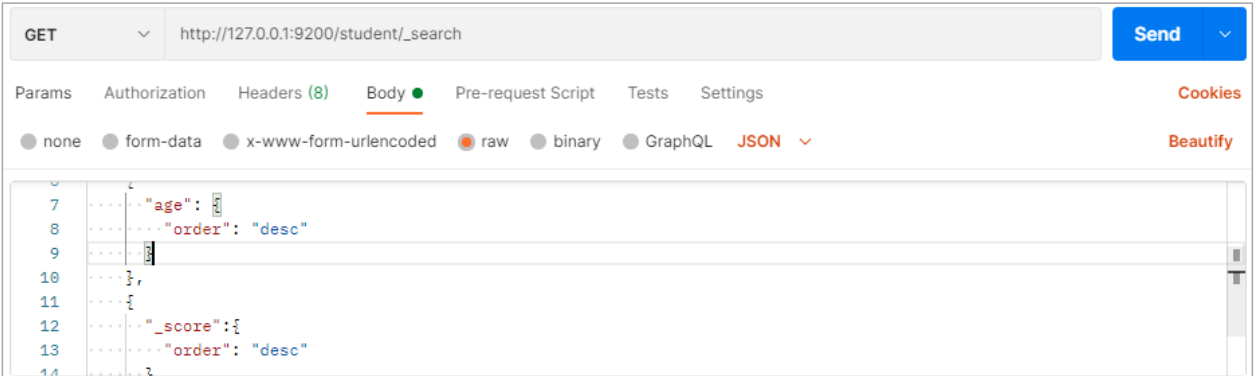 GET http://127.0.0.1:9200/student/_search Send
Params Authorization Headers (8) Body Pre-request Script Tests Settings Cookies
none form-data x-www-form-urlencoded raw binary GraphQL JSON Beautify
6 {
7 "age": {
8 "order": "desc"
9 }
10 },
11 {
12 "_score":{
13 "order": "desc"
14 }